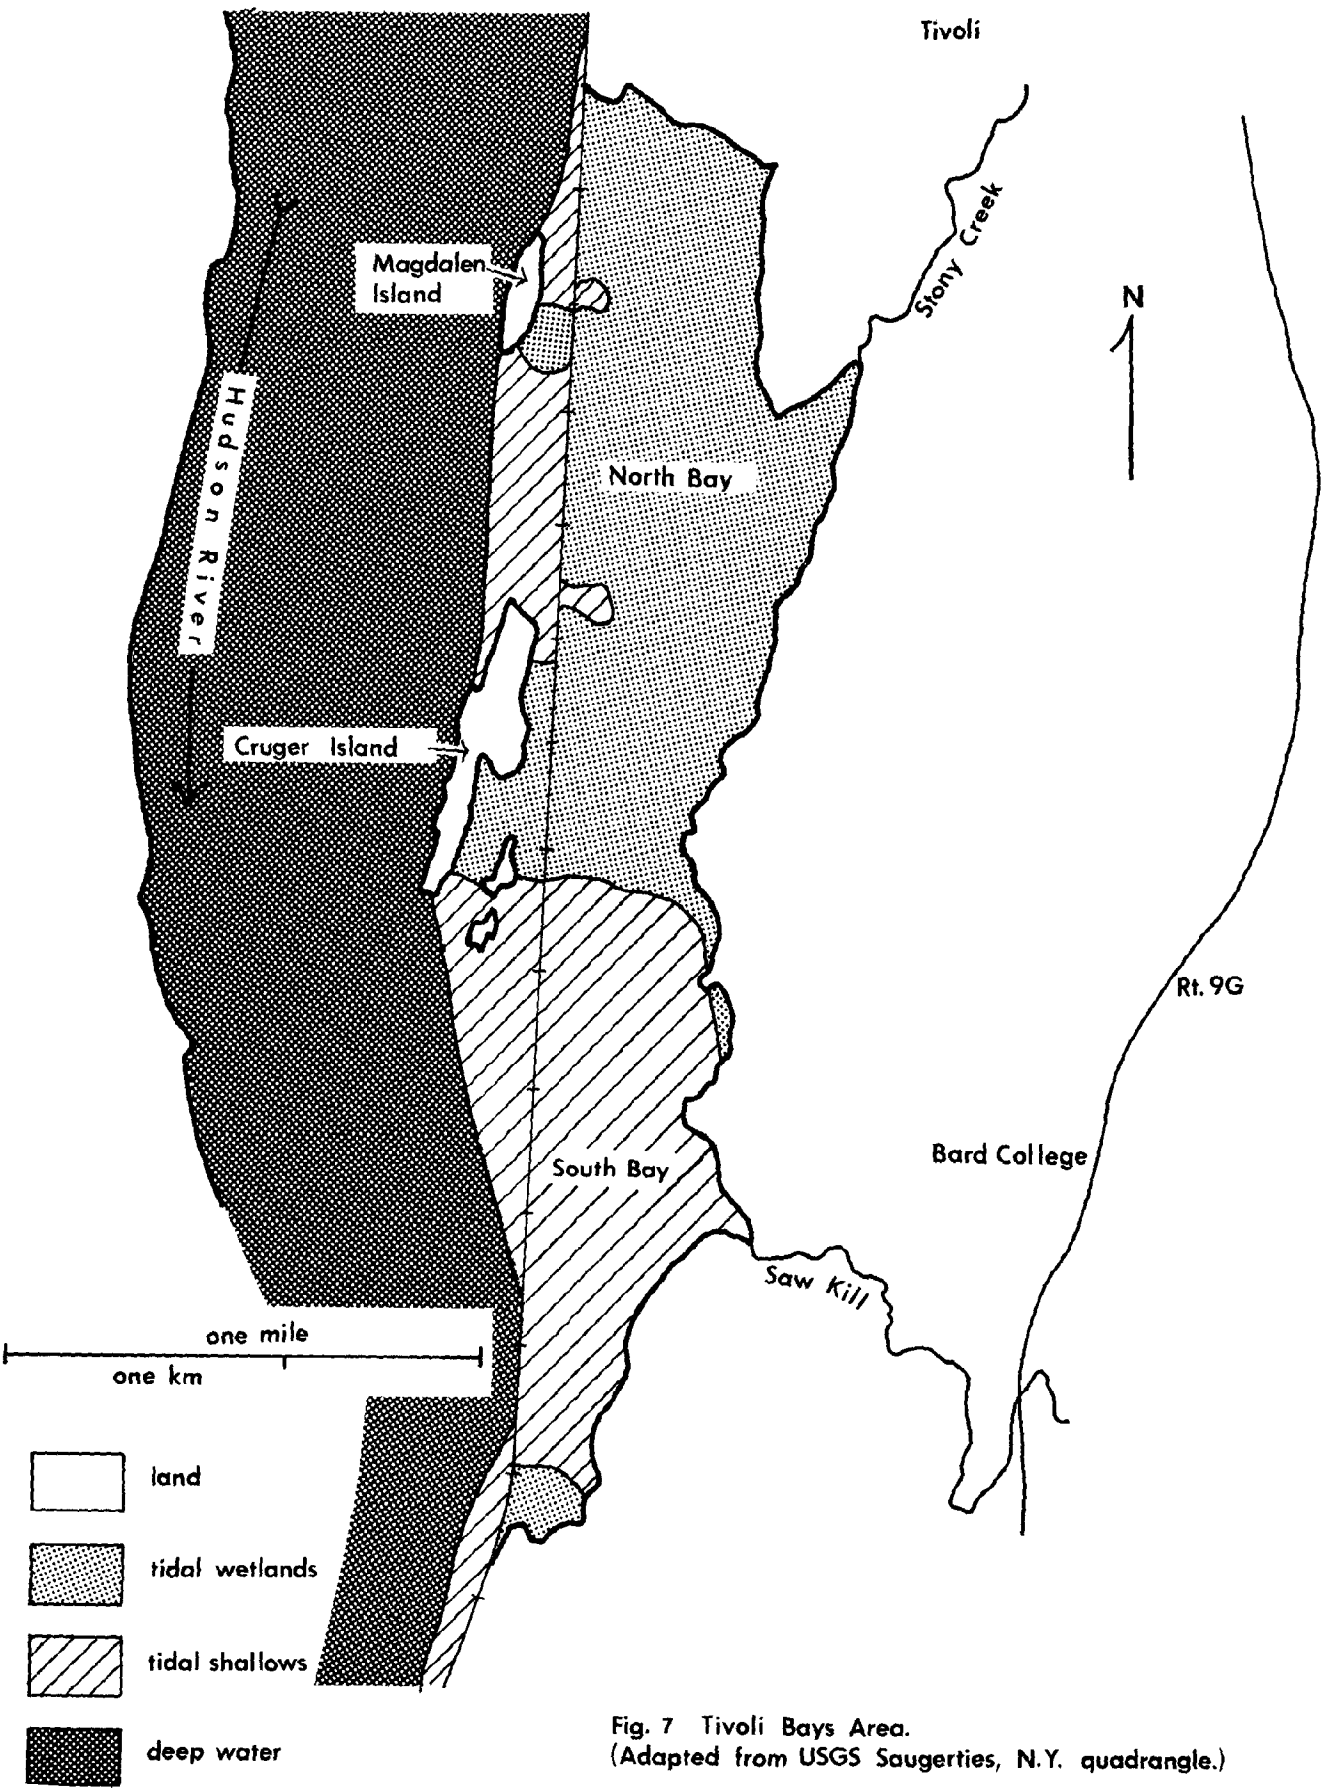 Tivoli
Stony Creek
Magdalen
Island
N
Hudson River
North Bay
Cruger Island
Rt. 9G
Bard College
South Bay
Saw Kill
one mile
one km
land
tidal wetlands
tidal shallows
deep water
Fig. 7 Tivoli Bays Area.
(Adapted from USGS Saugerties, N.Y. quadrangle.)